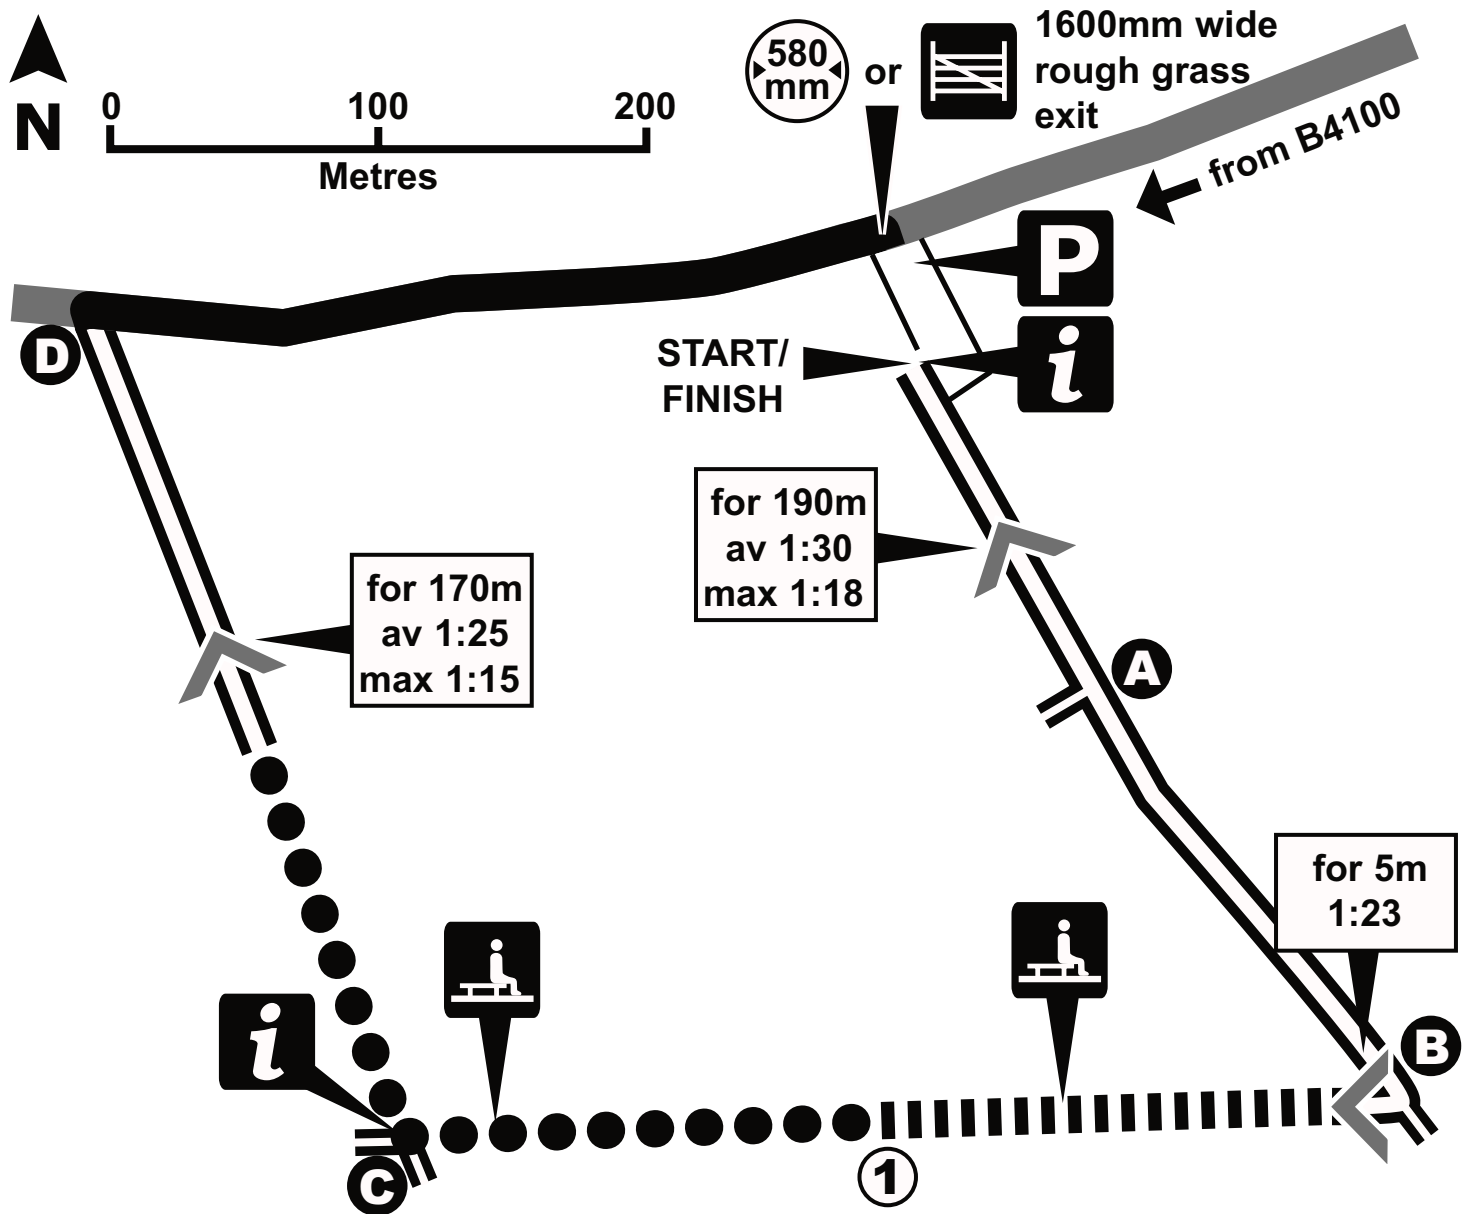 N
0 100 200
Metres
580
mm
or
1600mm wide
rough grass
exit
from B4100
P
START/
FINISH
i
D
for 190m
av 1:30
max 1:18
for 170m
av 1:25
max 1:15
A
for 5m
1:23
B
i
C
1